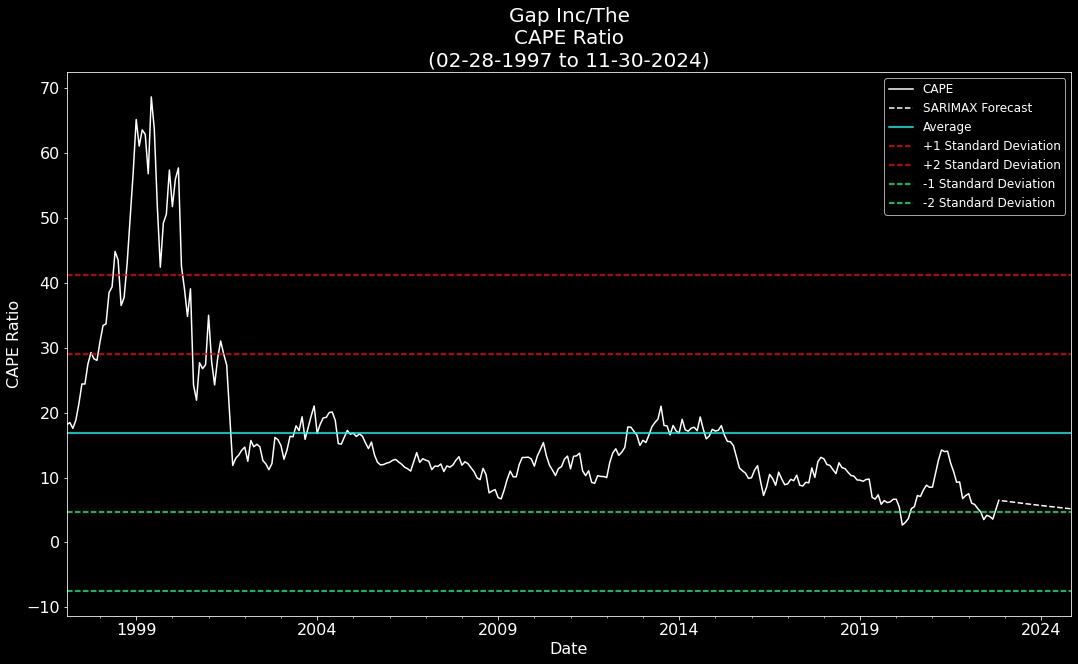 Gap Inc/The
CAPE Ratio
(02-28-1997 to 11-30-2024)
CAPE
SARIMAX Forecast
Average
+1 Standard Deviation
+2 Standard Deviation
-1 Standard Deviation
-2 Standard Deviation
CAPE Ratio
70
60
50
40
30
20
10
0
−10
1999
2004
2009
2014
2019
2024
Date